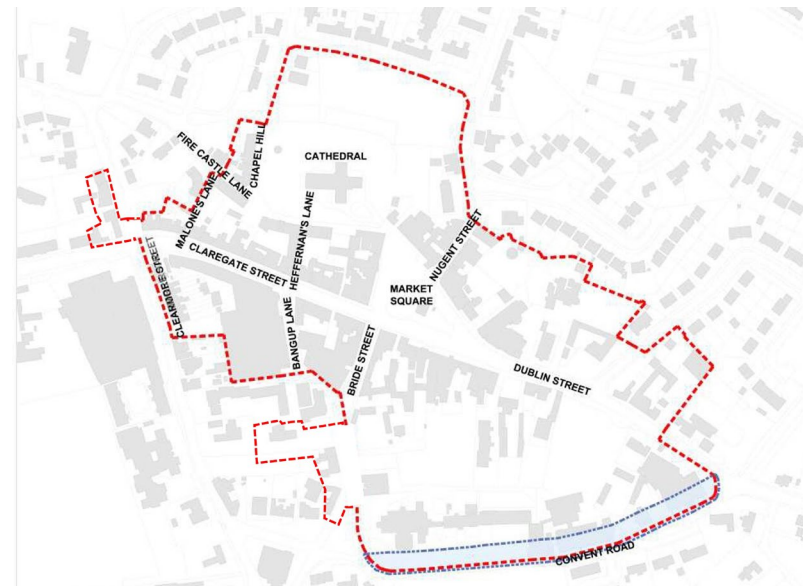 FIRE CASTLE LANE
CHAPEL HILL
CATHEDRAL
MALONE'S LANE
HEFFERNAN'S LANE
NUGENT STREET
CLAREGATE STREET
CLEARMORE STREET
MARKET
SQUARE
BANGUP LANE
BRIDE STREET
DUBLIN STREET
CONVENT ROAD